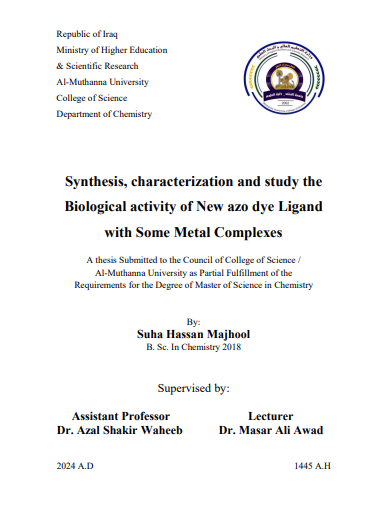 Republic of Iraq
Ministry of Higher Education
& Scientific Research
Al-Muthanna University
College of Science
Department of Chemistry
Synthesis, characterization and study the
Biological activity of New azo dye Ligand
with Some Metal Complexes
A thesis Submitted to the Council of College of Science /
Al-Muthanna University as Partial Fulfillment of the
Requirements for the Degree of Master of Science in Chemistry
By:
Suha Hassan Majhool
B. Sc. In Chemistry 2018
Supervised by:
Assistant Professor Lecturer
Dr. Azal Shakir Waheeb Dr. Masar Ali Awad
2024 A.D 1445 A.H